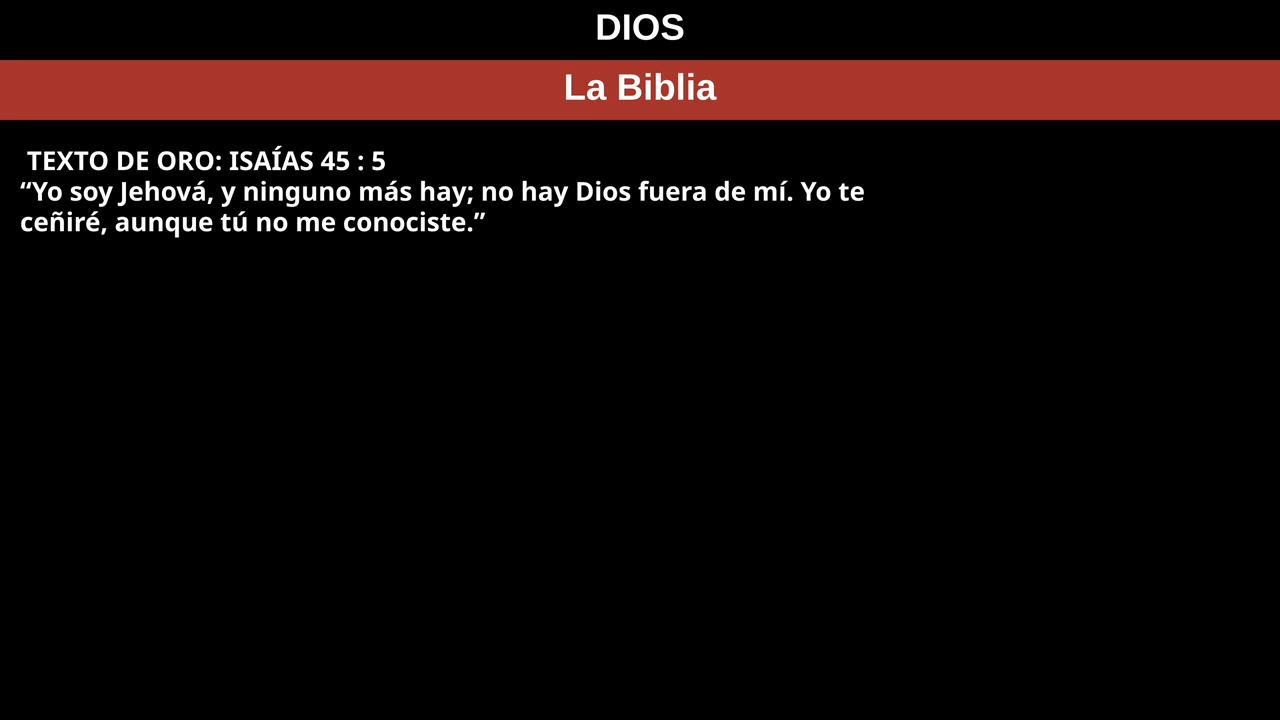 DIOS
La Biblia
TEXTO DE ORO: ISAÍAS 45 : 5
“Yo soy Jehová, y ninguno más hay; no hay Dios fuera de mí. Yo te
ceñiré, aunque tú no me conociste.”